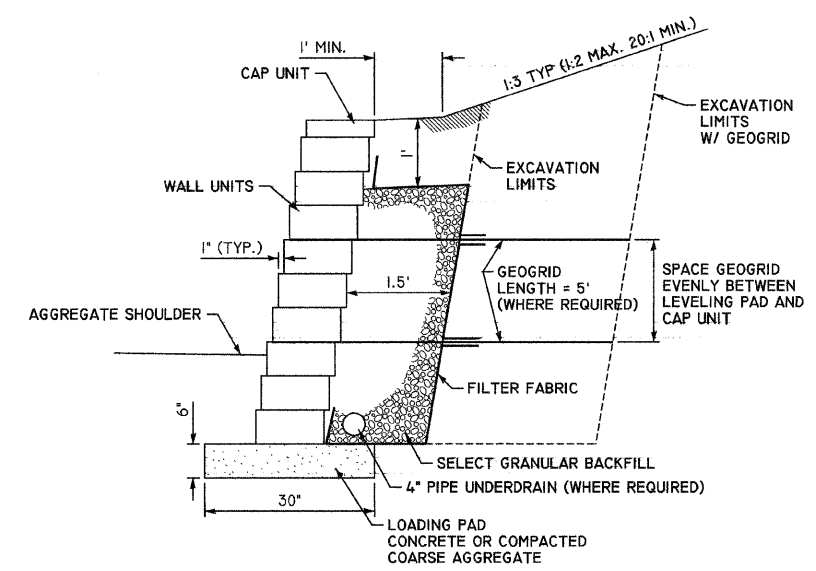 1' MIN.
CAP UNIT
1:3 TYP (1:2 MAX. 20:1 MIN.)
EXCAVATION
LIMITS
W/ GEOGRID
1'
EXCAVATION
LIMITS
WALL UNITS
1" (TYP.)
1.5'
GEOGRID
LENGTH = 5'
(WHERE REQUIRED)
SPACE GEOGRID
EVENLY BETWEEN
LEVELING PAD AND
CAP UNIT
AGGREGATE SHOULDER
FILTER FABRIC
6"
SELECT GRANULAR BACKFILL
4" PIPE UNDERDRAIN (WHERE REQUIRED)
30"
LOADING PAD
CONCRETE OR COMPACTED
COARSE AGGREGATE